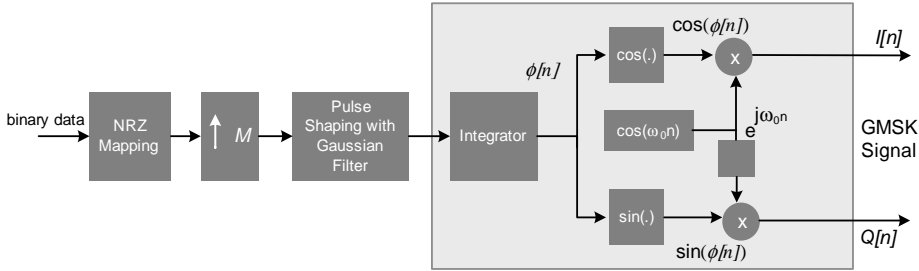 binary data
NRZ
Mapping
M
Pulse
Shaping with
Gaussian
Filter
Integrator
ϕ[n]
cos(.)
cos(ϕ[n])
x
I[n]
cos(ω₀n)
e^jω₀n
GMSK
Signal
sin(.)
sin(ϕ[n])
x
Q[n]